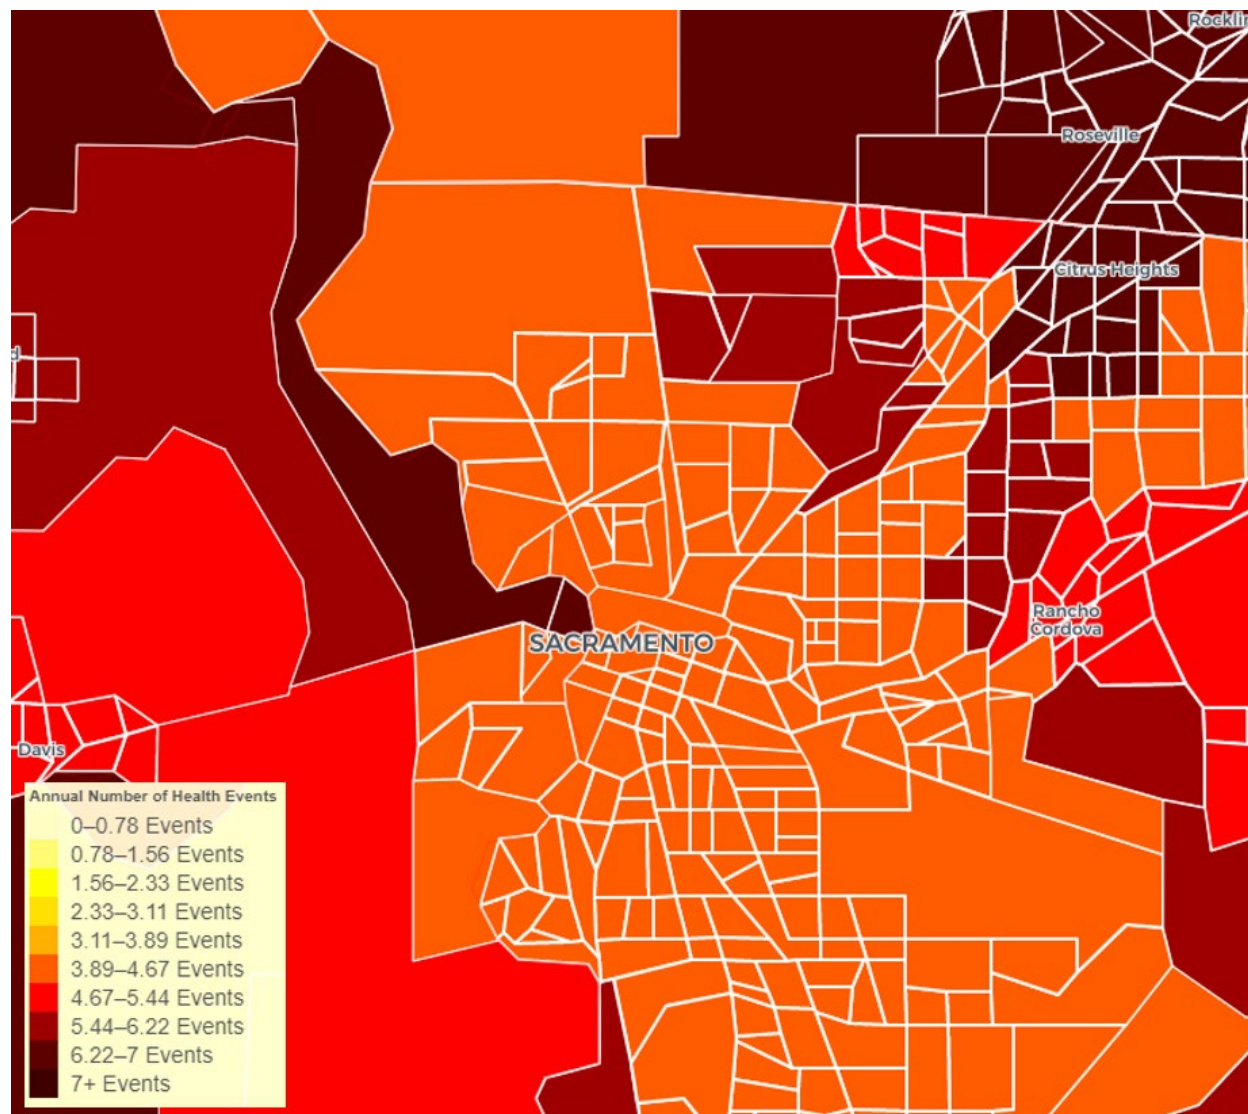 Roseville
Citrus Heights
SACRAMENTO
Rancho
Cordova
Davis
Annual Number of Health Events
0–0.78 Events
0.78–1.56 Events
1.56–2.33 Events
2.33–3.11 Events
3.11–3.89 Events
3.89–4.67 Events
4.67–5.44 Events
5.44–6.22 Events
6.22–7 Events
7+ Events